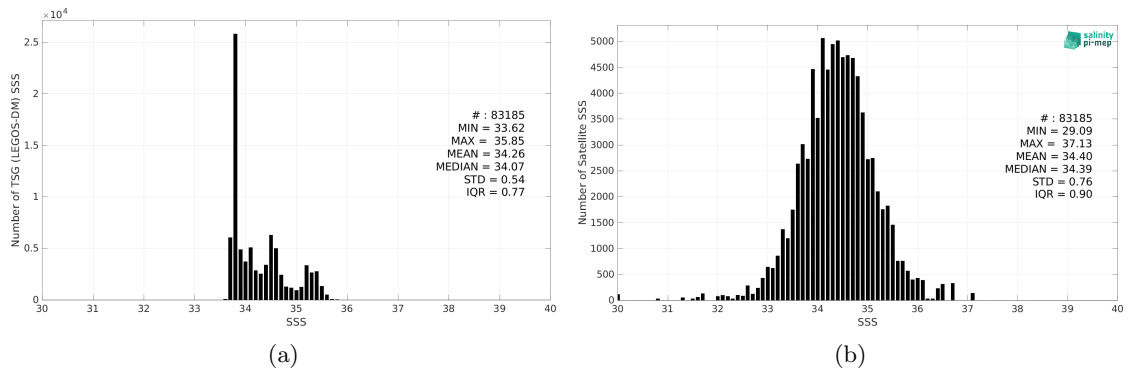 ×10⁴
Number of TSG (LEGOS-DM) SSS
2.5
2
1.5
1
0.5
0
# : 83185
MIN = 33.62
MAX = 35.85
MEAN = 34.26
MEDIAN = 34.07
STD = 0.54
IQR = 0.77
30 31 32 33 34 35 36 37 38 39 40
SSS
(a)
Number of Satellite SSS
5000
4500
4000
3500
3000
2500
2000
1500
1000
500
0
salinity
pi-mep
# : 83185
MIN = 29.09
MAX = 37.13
MEAN = 34.40
MEDIAN = 34.39
STD = 0.76
IQR = 0.90
30 31 32 33 34 35 36 37 38 39 40
SSS
(b)